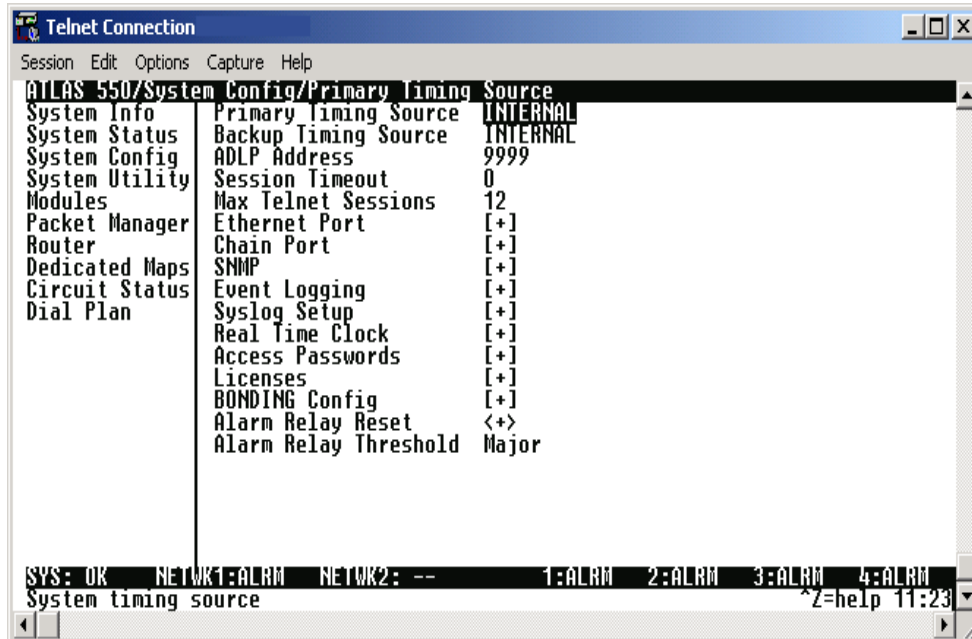 Telnet Connection
Session Edit Options Capture Help
ATLAS 550/System Config/Primary Timing Source
System Info Primary Timing Source INTERNAL
System Status Backup Timing Source INTERNAL
System Config ADLP Address 9999
System Utility Session Timeout 0
Modules Max Telnet Sessions 12
Packet Manager Ethernet Port [+]
Router Chain Port [+]
Dedicated Maps SNMP [+]
Circuit Status Event Logging [+]
Dial Plan Syslog Setup [+]
Real Time Clock [+]
Access Passwords [+]
Licenses [+]
BONDING Config [+]
Alarm Relay Reset <+>
Alarm Relay Threshold Major
SYS: OK NETWK1:ALRM NETWK2: -- 1:ALRM 2:ALRM 3:ALRM 4:ALRM
System timing source ^Z=help 11:23